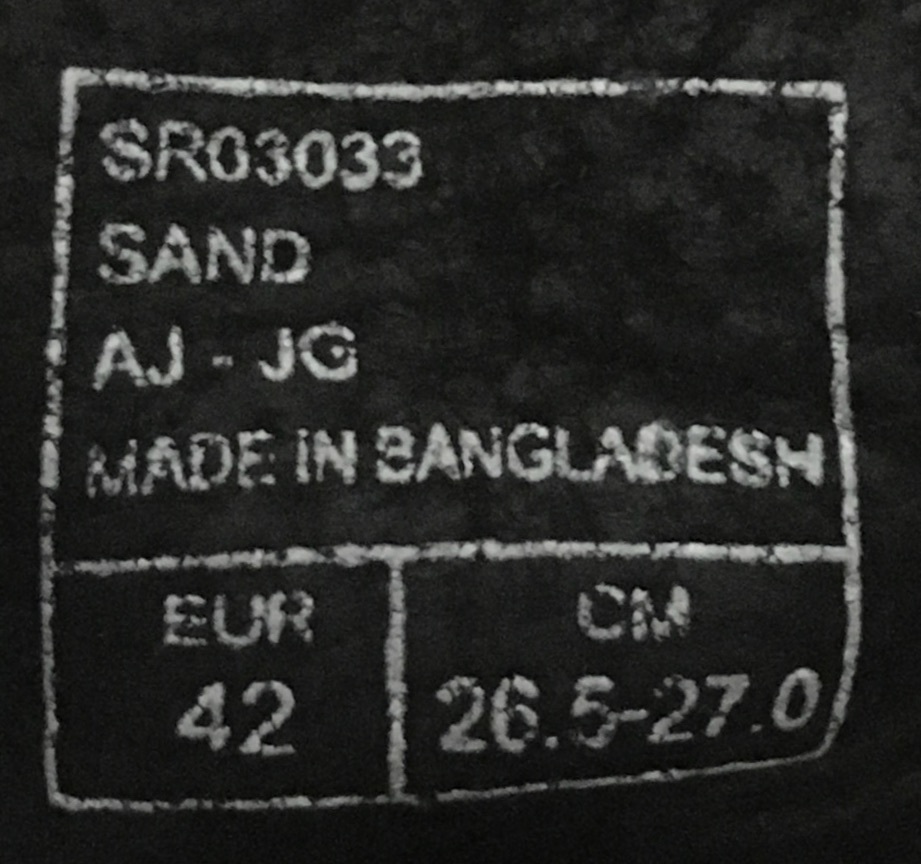 SR03033
SAND
AJ - JG
MADE IN BANGLADESH
EUR
42
CM
26.5-27.0